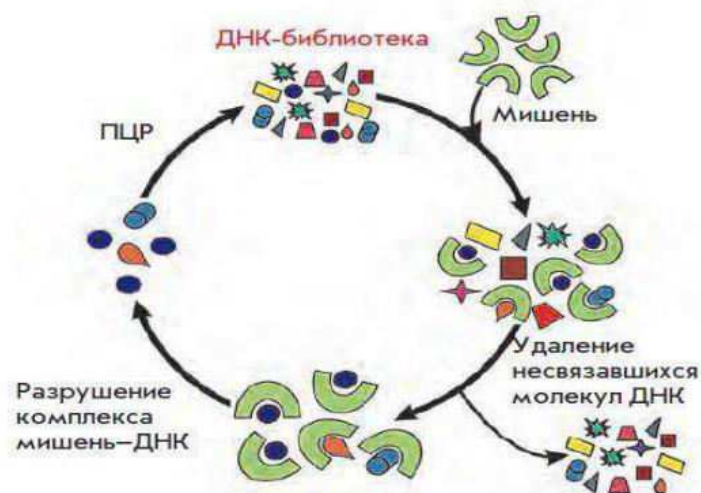 ДНК-библиотека
Мишень
ПЦР
Удаление
несвязавшихся
молекул ДНК
Разрушение
комплекса
мишень–ДНК